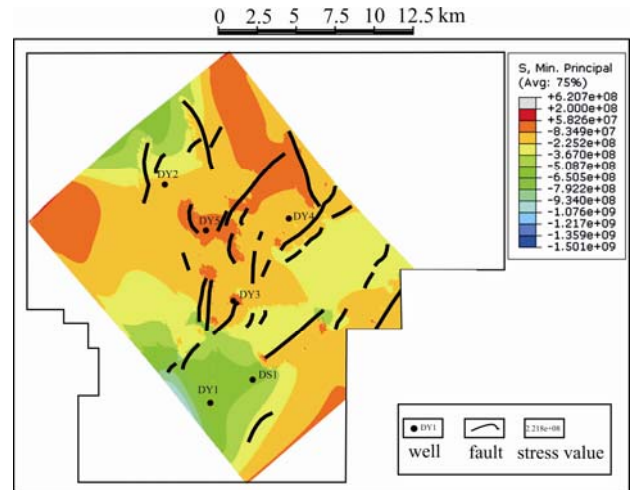 0 2.5 5 7.5 10 12.5 km
S, Min. Principal
(Avg: 75%)
+6.207e+08
+2.000e+08
+5.826e+07
-8.349e+07
-2.252e+08
-3.670e+08
-5.087e+08
-6.505e+08
-7.922e+08
-9.340e+08
-1.076e+09
-1.217e+09
-1.359e+09
-1.501e+09
DY2
DY5
DY4
DY3
DS1
DY1
DY1
2.218e+08
well fault stress value